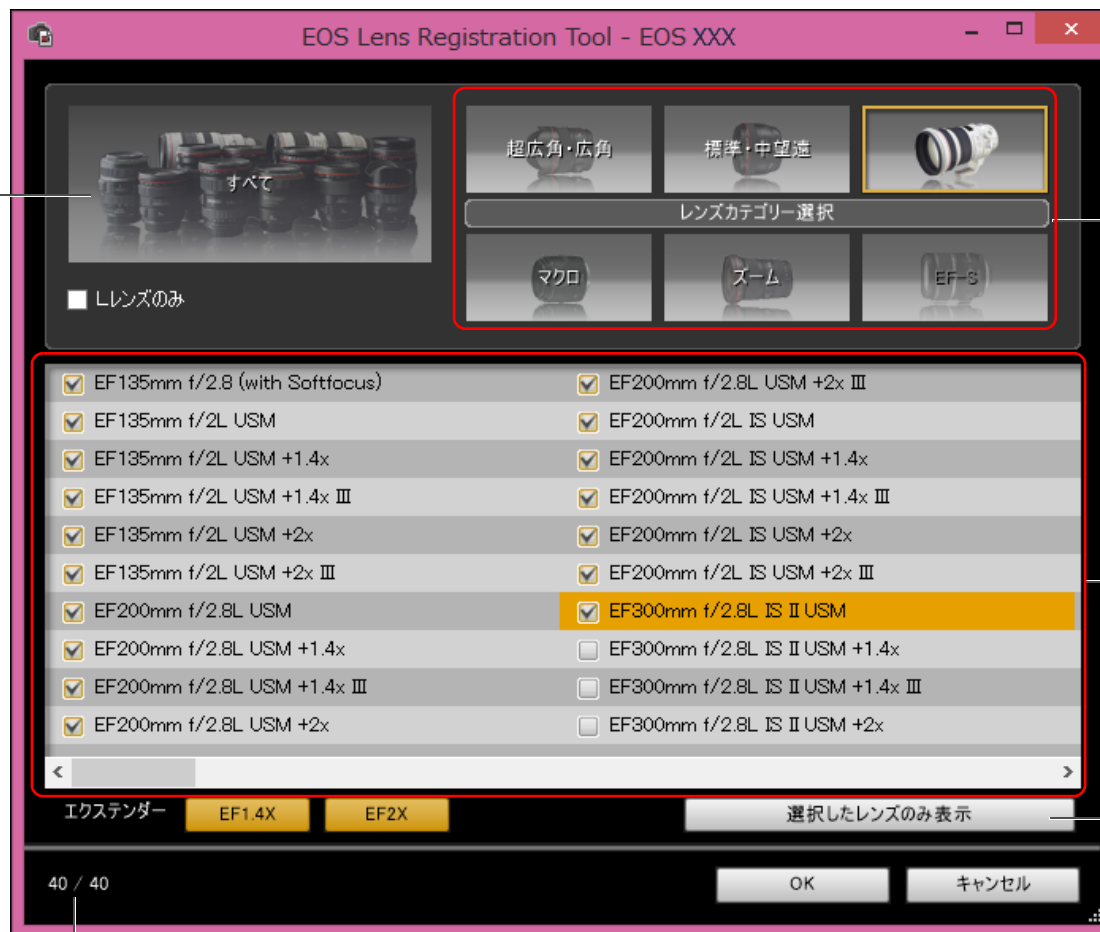 EOS Lens Registration Tool - EOS XXX
すべて
超広角・広角
標準・中望遠
レンズカテゴリー選択
マクロ
ズーム
EF-S
Lレンズのみ
EF135mm f/2.8 (with Softfocus)
EF135mm f/2L USM
EF135mm f/2L USM +1.4x
EF135mm f/2L USM +1.4x Ⅲ
EF135mm f/2L USM +2x
EF135mm f/2L USM +2x Ⅲ
EF200mm f/2.8L USM
EF200mm f/2.8L USM +1.4x
EF200mm f/2.8L USM +1.4x Ⅲ
EF200mm f/2.8L USM +2x
EF200mm f/2.8L USM +2x Ⅲ
EF200mm f/2L IS USM
EF200mm f/2L IS USM +1.4x
EF200mm f/2L IS USM +1.4x Ⅲ
EF200mm f/2L IS USM +2x
EF200mm f/2L IS USM +2x Ⅲ
EF300mm f/2.8L IS Ⅱ USM
EF300mm f/2.8L IS Ⅱ USM +1.4x
EF300mm f/2.8L IS Ⅱ USM +1.4x Ⅲ
EF300mm f/2.8L IS Ⅱ USM +2x
エクステンダー
EF1.4X
EF2X
選択したレンズのみ表示
40 / 40
OK
キャンセル